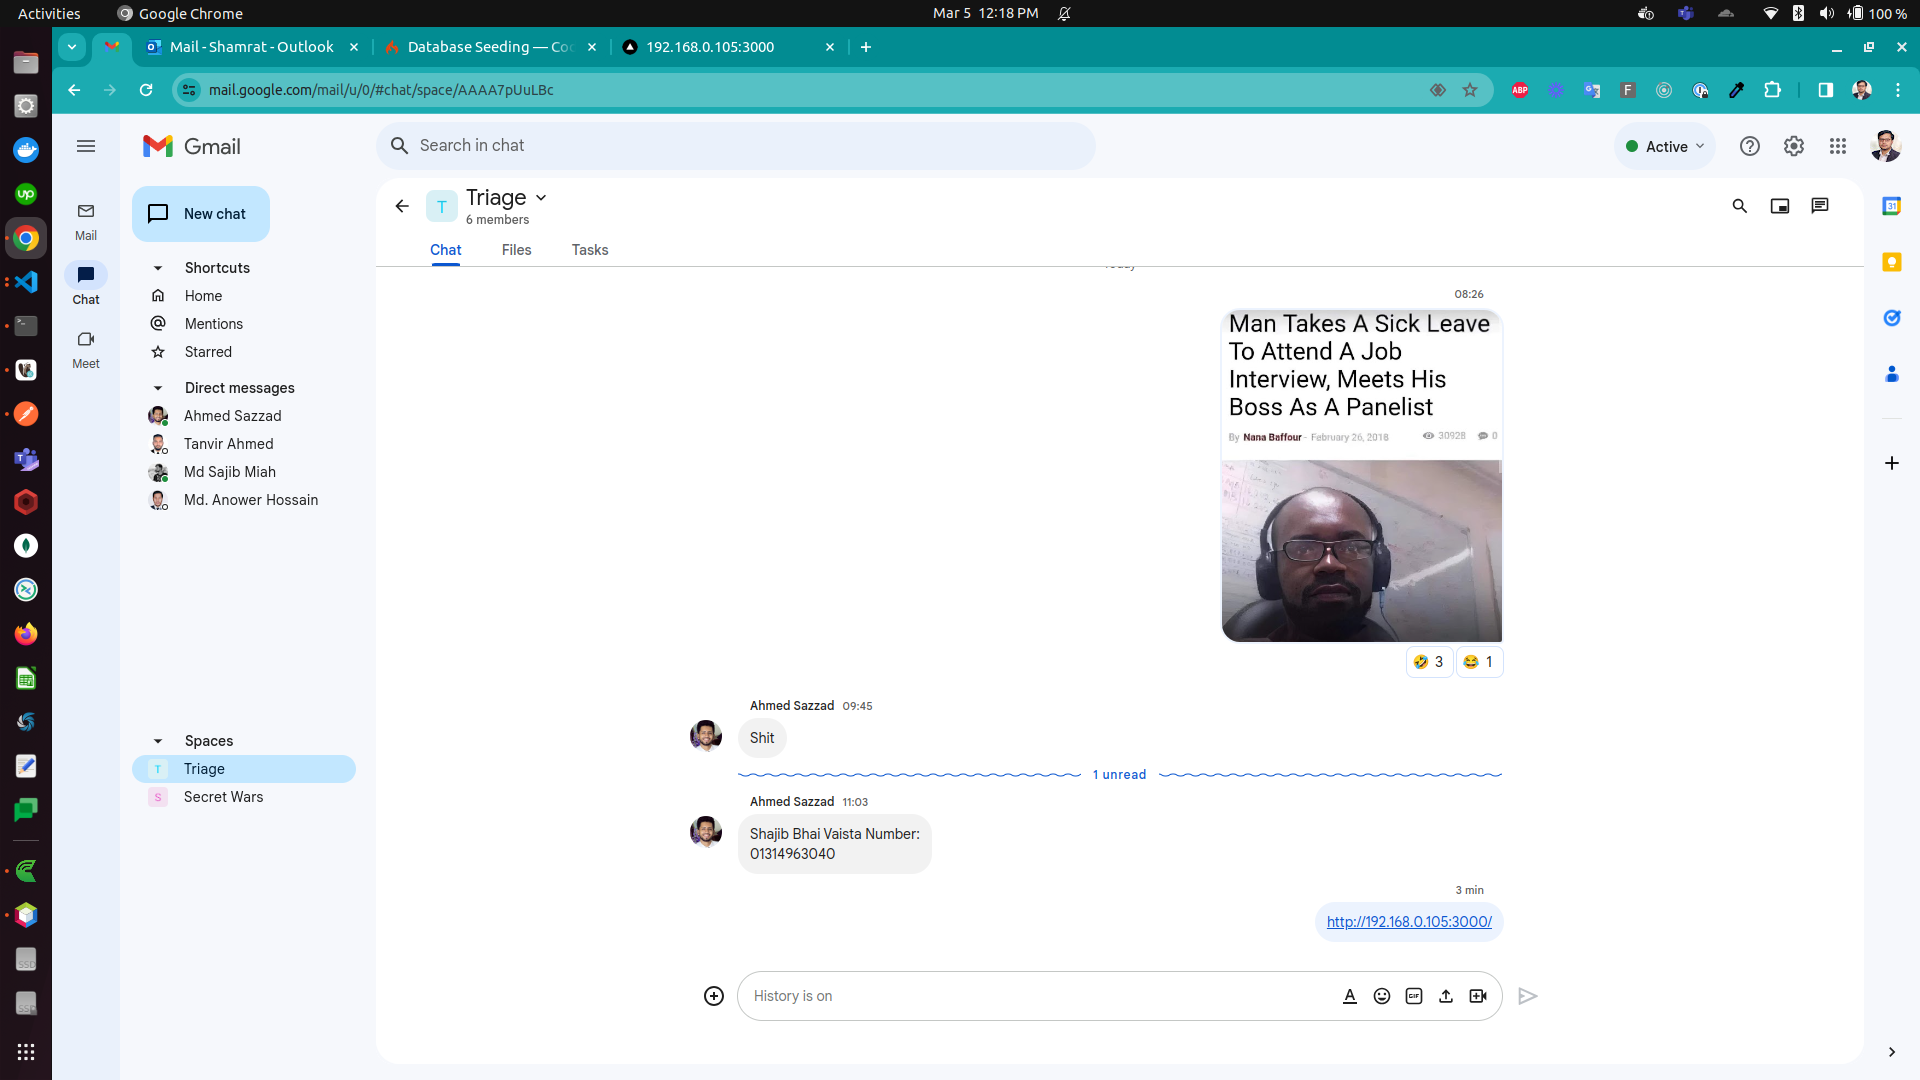 Activities
Google Chrome
Mar 5 12:18 PM
100 %
Mail - Shamrat - Outlook
Database Seeding — Co
192.168.0.105:3000
mail.google.com/mail/u/0/#chat/space/AAAA7pUuLBc
ABP
F
Gmail
Search in chat
Active
Mail
Chat
Meet
New chat
Shortcuts
Home
Mentions
Starred
Direct messages
Ahmed Sazzad
Tanvir Ahmed
Md Sajib Miah
Md. Anower Hossain
Spaces
T Triage
S Secret Wars
T
Triage
6 members
Chat
Files
Tasks
08:26
Man Takes A Sick Leave
To Attend A Job
Interview, Meets His
Boss As A Panelist
By Nana Baffour - February 26, 2018
30928
0
3
1
Ahmed Sazzad 09:45
Shit
1 unread
Ahmed Sazzad 11:03
Shajib Bhai Vaista Number:
01314963040
3 min
http://192.168.0.105:3000/
History is on
GIF
31
up
SSD
SSD